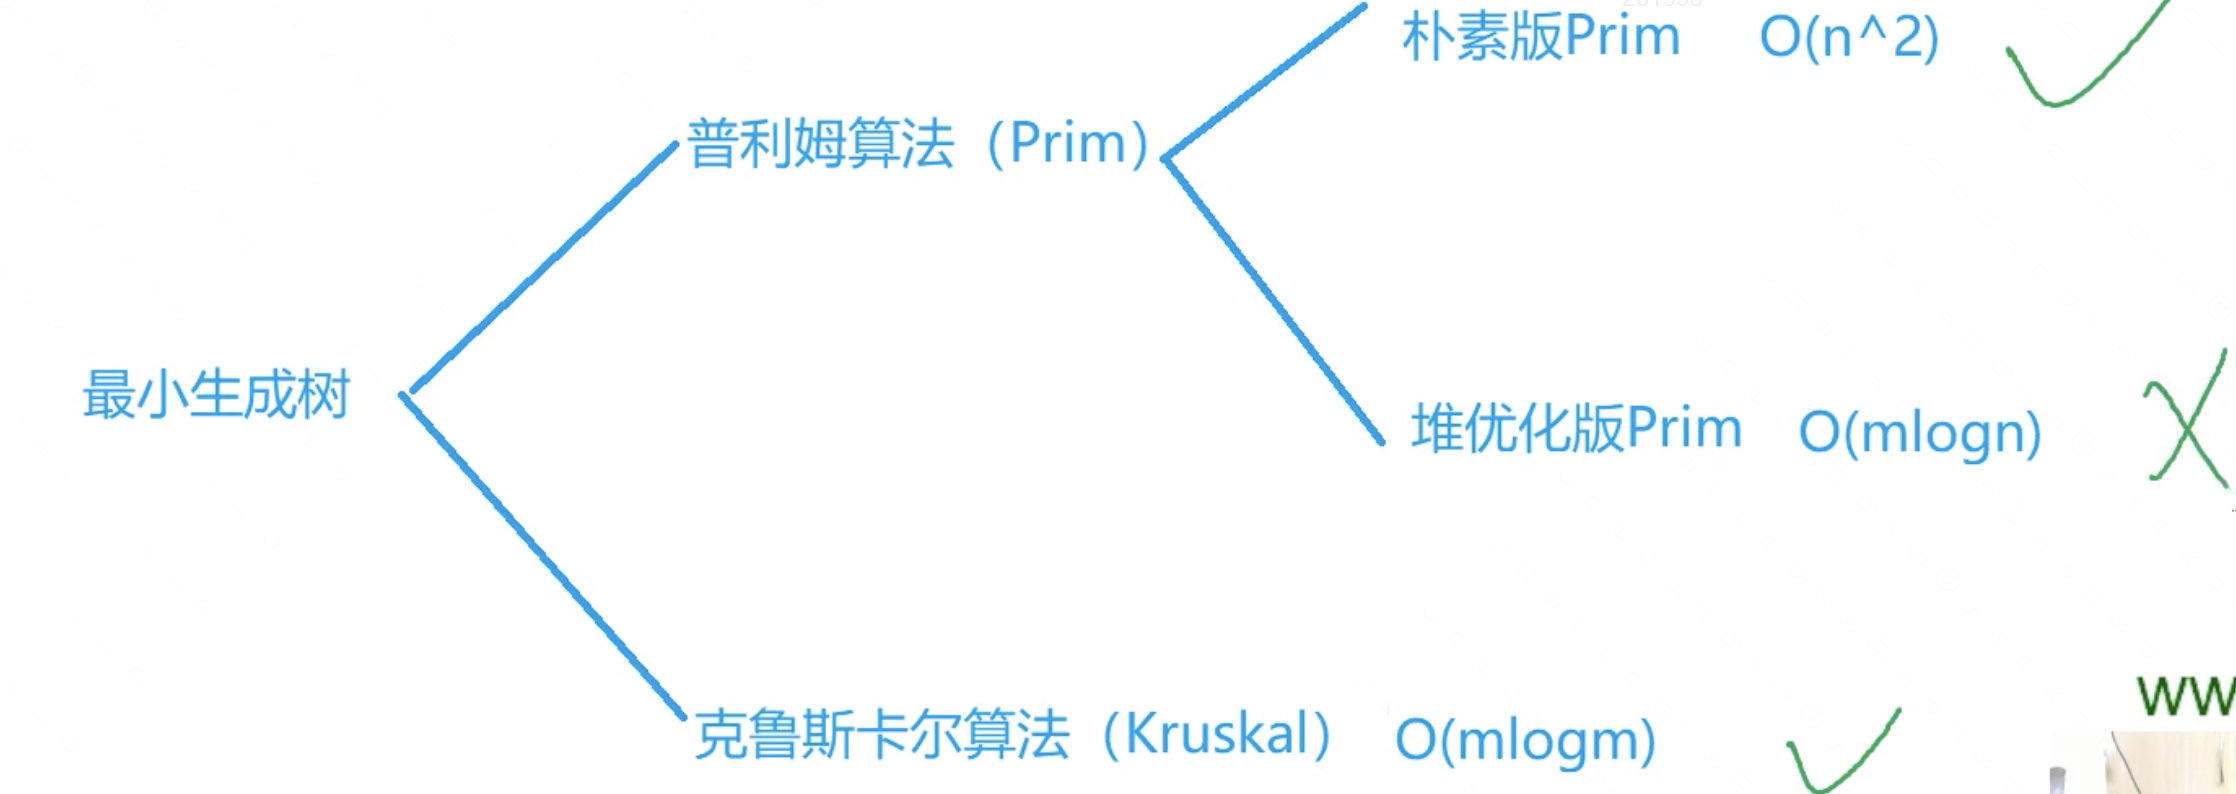 朴素版Prim O(n^2)
普利姆算法（Prim）
最小生成树
堆优化版Prim O(mlogn)
克鲁斯卡尔算法（Kruskal） O(mlogm)